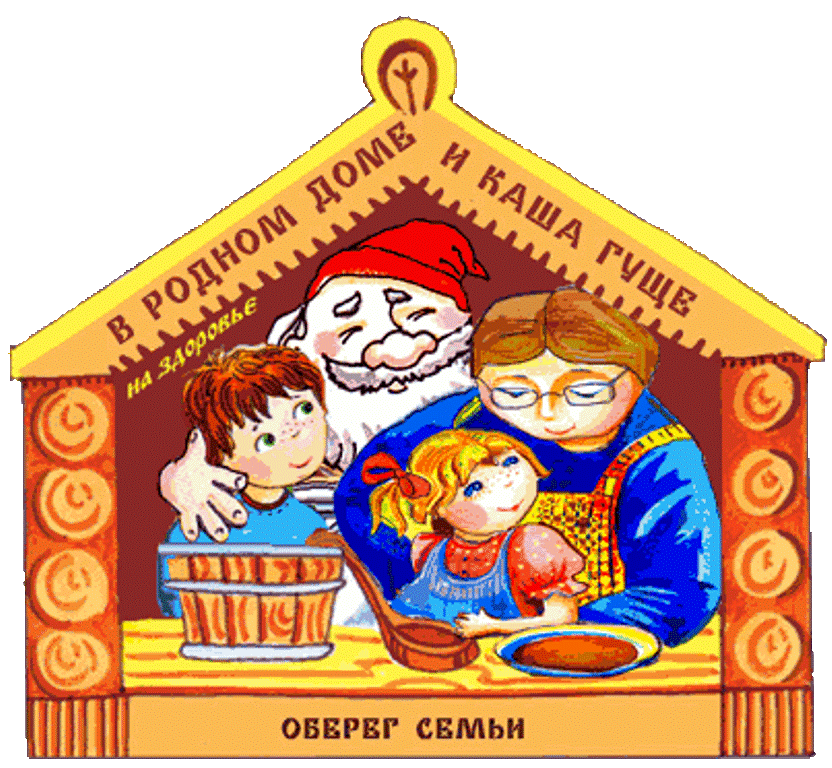 В РОДНОМ ДОМЕ
И КАША ГУЩЕ
на Здоровье
ОБЕРЕГ СЕМЬИ